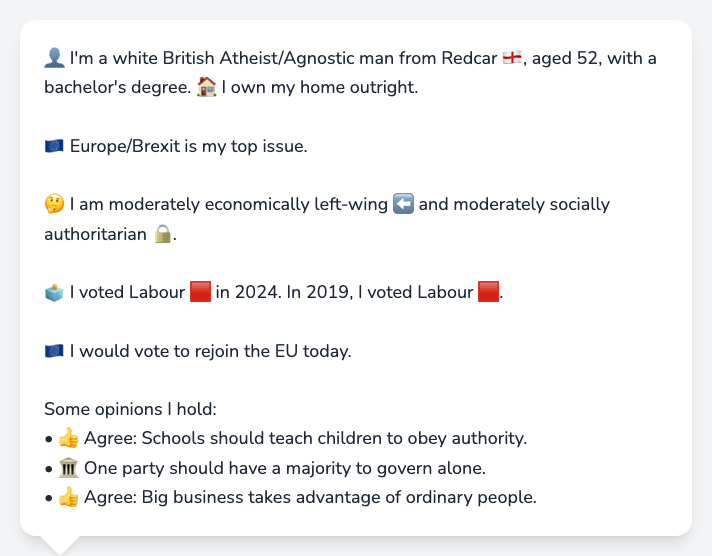 👤 I'm a white British Atheist/Agnostic man from Redcar 🏴󠁧󠁢󠁥󠁮󠁧󠁿, aged 52, with a
bachelor's degree. 🏠 I own my home outright.
🇪🇺 Europe/Brexit is my top issue.
🤔 I am moderately economically left-wing ⬅️ and moderately socially
authoritarian 🔒.
🗳️ I voted Labour 🟥 in 2024. In 2019, I voted Labour 🟥.
🇪🇺 I would vote to rejoin the EU today.
Some opinions I hold:
• 👍 Agree: Schools should teach children to obey authority.
• 🏛️ One party should have a majority to govern alone.
• 👍 Agree: Big business takes advantage of ordinary people.